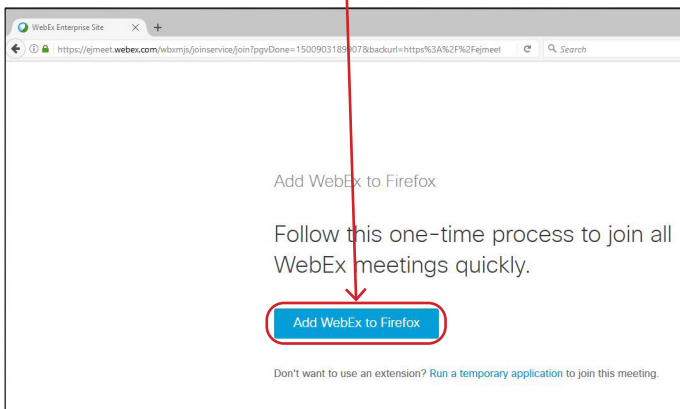 WebEx Enterprise Site
https://ejmeet.webex.com/wbxmjs/joinservice/join?pgvDone=1500903189907&backurl=https%3A%2F%2Fejmeet
Search
Add WebEx to Firefox
Follow this one-time process to join all
WebEx meetings quickly.
Add WebEx to Firefox
Don't want to use an extension? Run a temporary application to join this meeting.